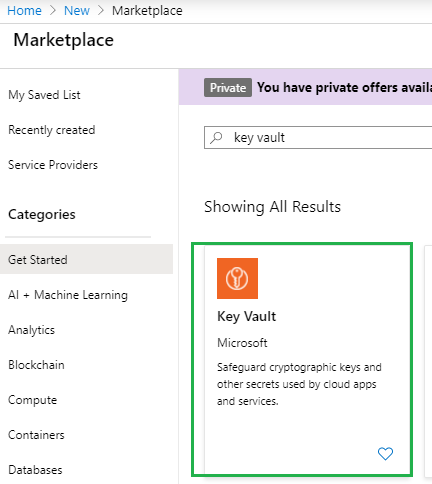 Home > New > Marketplace
Marketplace
My Saved List
Recently created
Service Providers
Categories
Get Started
AI + Machine Learning
Analytics
Blockchain
Compute
Containers
Databases
Private You have private offers
key vault
Showing All Results
Key Vault
Microsoft
Safeguard cryptographic keys and
other secrets used by cloud apps
and services.